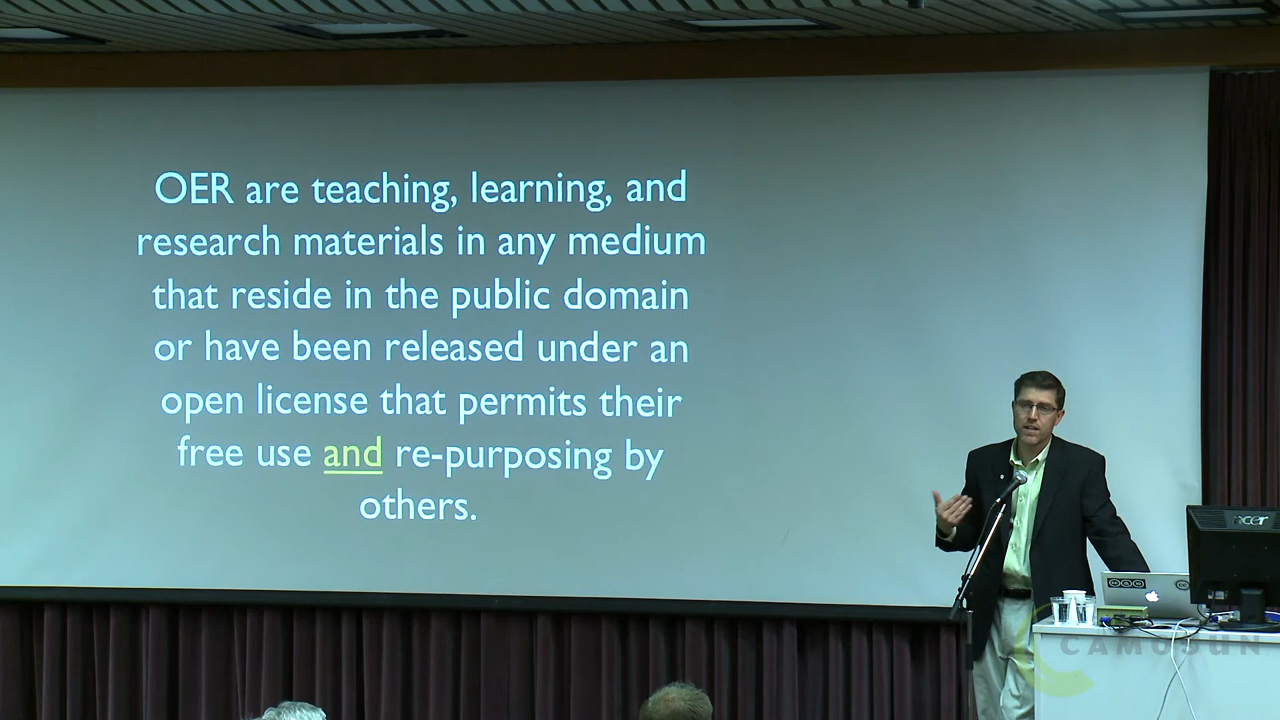 OER are teaching, learning, and
research materials in any medium
that reside in the public domain
or have been released under an
open license that permits their
free use and re-purposing by
others.
acer
CAMOSUN